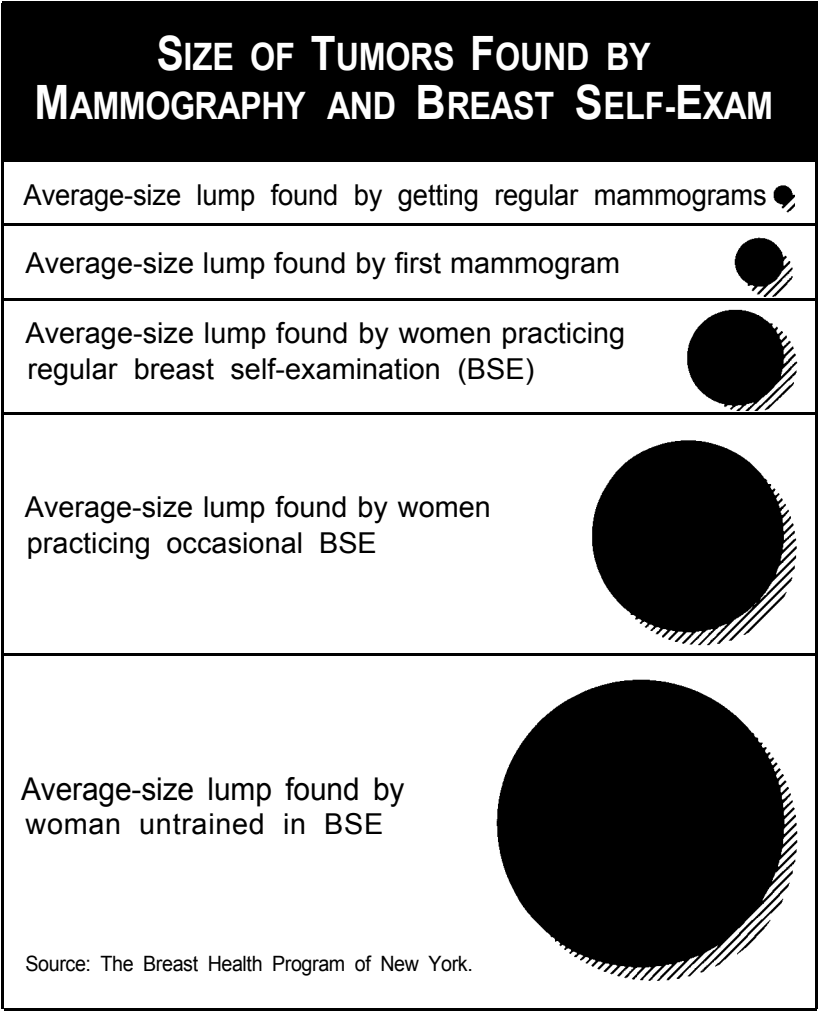 SIZE OF TUMORS FOUND BY
MAMMOGRAPHY AND BREAST SELF-EXAM
Average-size lump found by getting regular mammograms
Average-size lump found by first mammogram
Average-size lump found by women practicing
regular breast self-examination (BSE)
Average-size lump found by women
practicing occasional BSE
Average-size lump found by
woman untrained in BSE
Source: The Breast Health Program of New York.